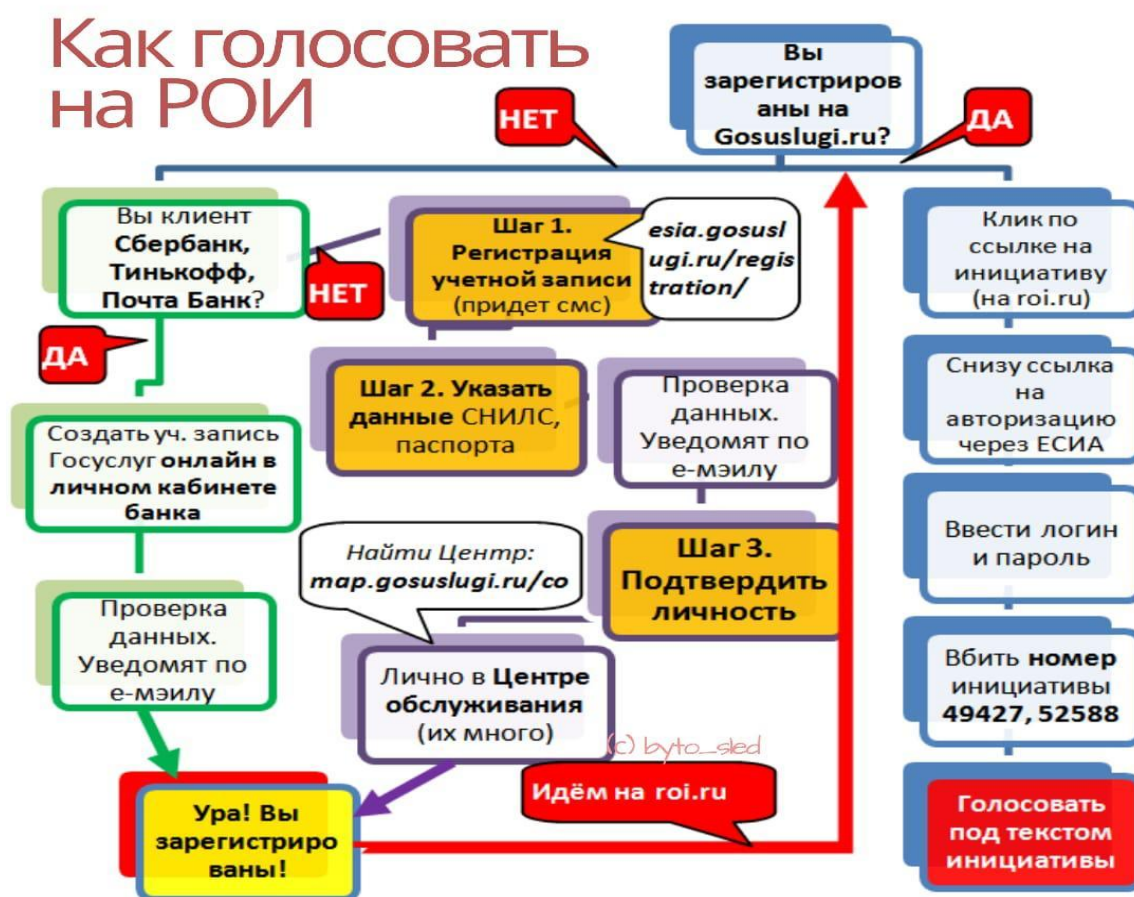 Как голосовать
на РОИ
Вы
зарегистриров
аны на
Gosuslugi.ru?
НЕТ
ДА
Вы клиент
Сбербанк,
Тинькофф,
Почта Банк?
НЕТ
ДА
Создать уч. запись
Госуслуг онлайн в
личном кабинете
банка
Проверка
данных.
Уведомят по
е-мэилу
Шаг 1.
Регистрация
учетной записи
(придет смс)
esia.gosusl
ugi.ru/regis
tration/
Шаг 2. Указать
данные СНИЛС,
паспорта
Проверка
данных.
Уведомят по
е-мэилу
Шаг 3.
Подтвердить
личность
Найти Центр:
map.gosuslugi.ru/co
Лично в Центре
обслуживания
(их много)
(c) byto_sled
Ура! Вы
зарегистриро
ваны!
Идём на roi.ru
Клик по
ссылке на
инициативу
(на roi.ru)
Снизу ссылка
на
авторизацию
через ЕСИА
Ввести логин
и пароль
Вбить номер
инициативы
49427, 52588
Голосовать
под текстом
инициативы